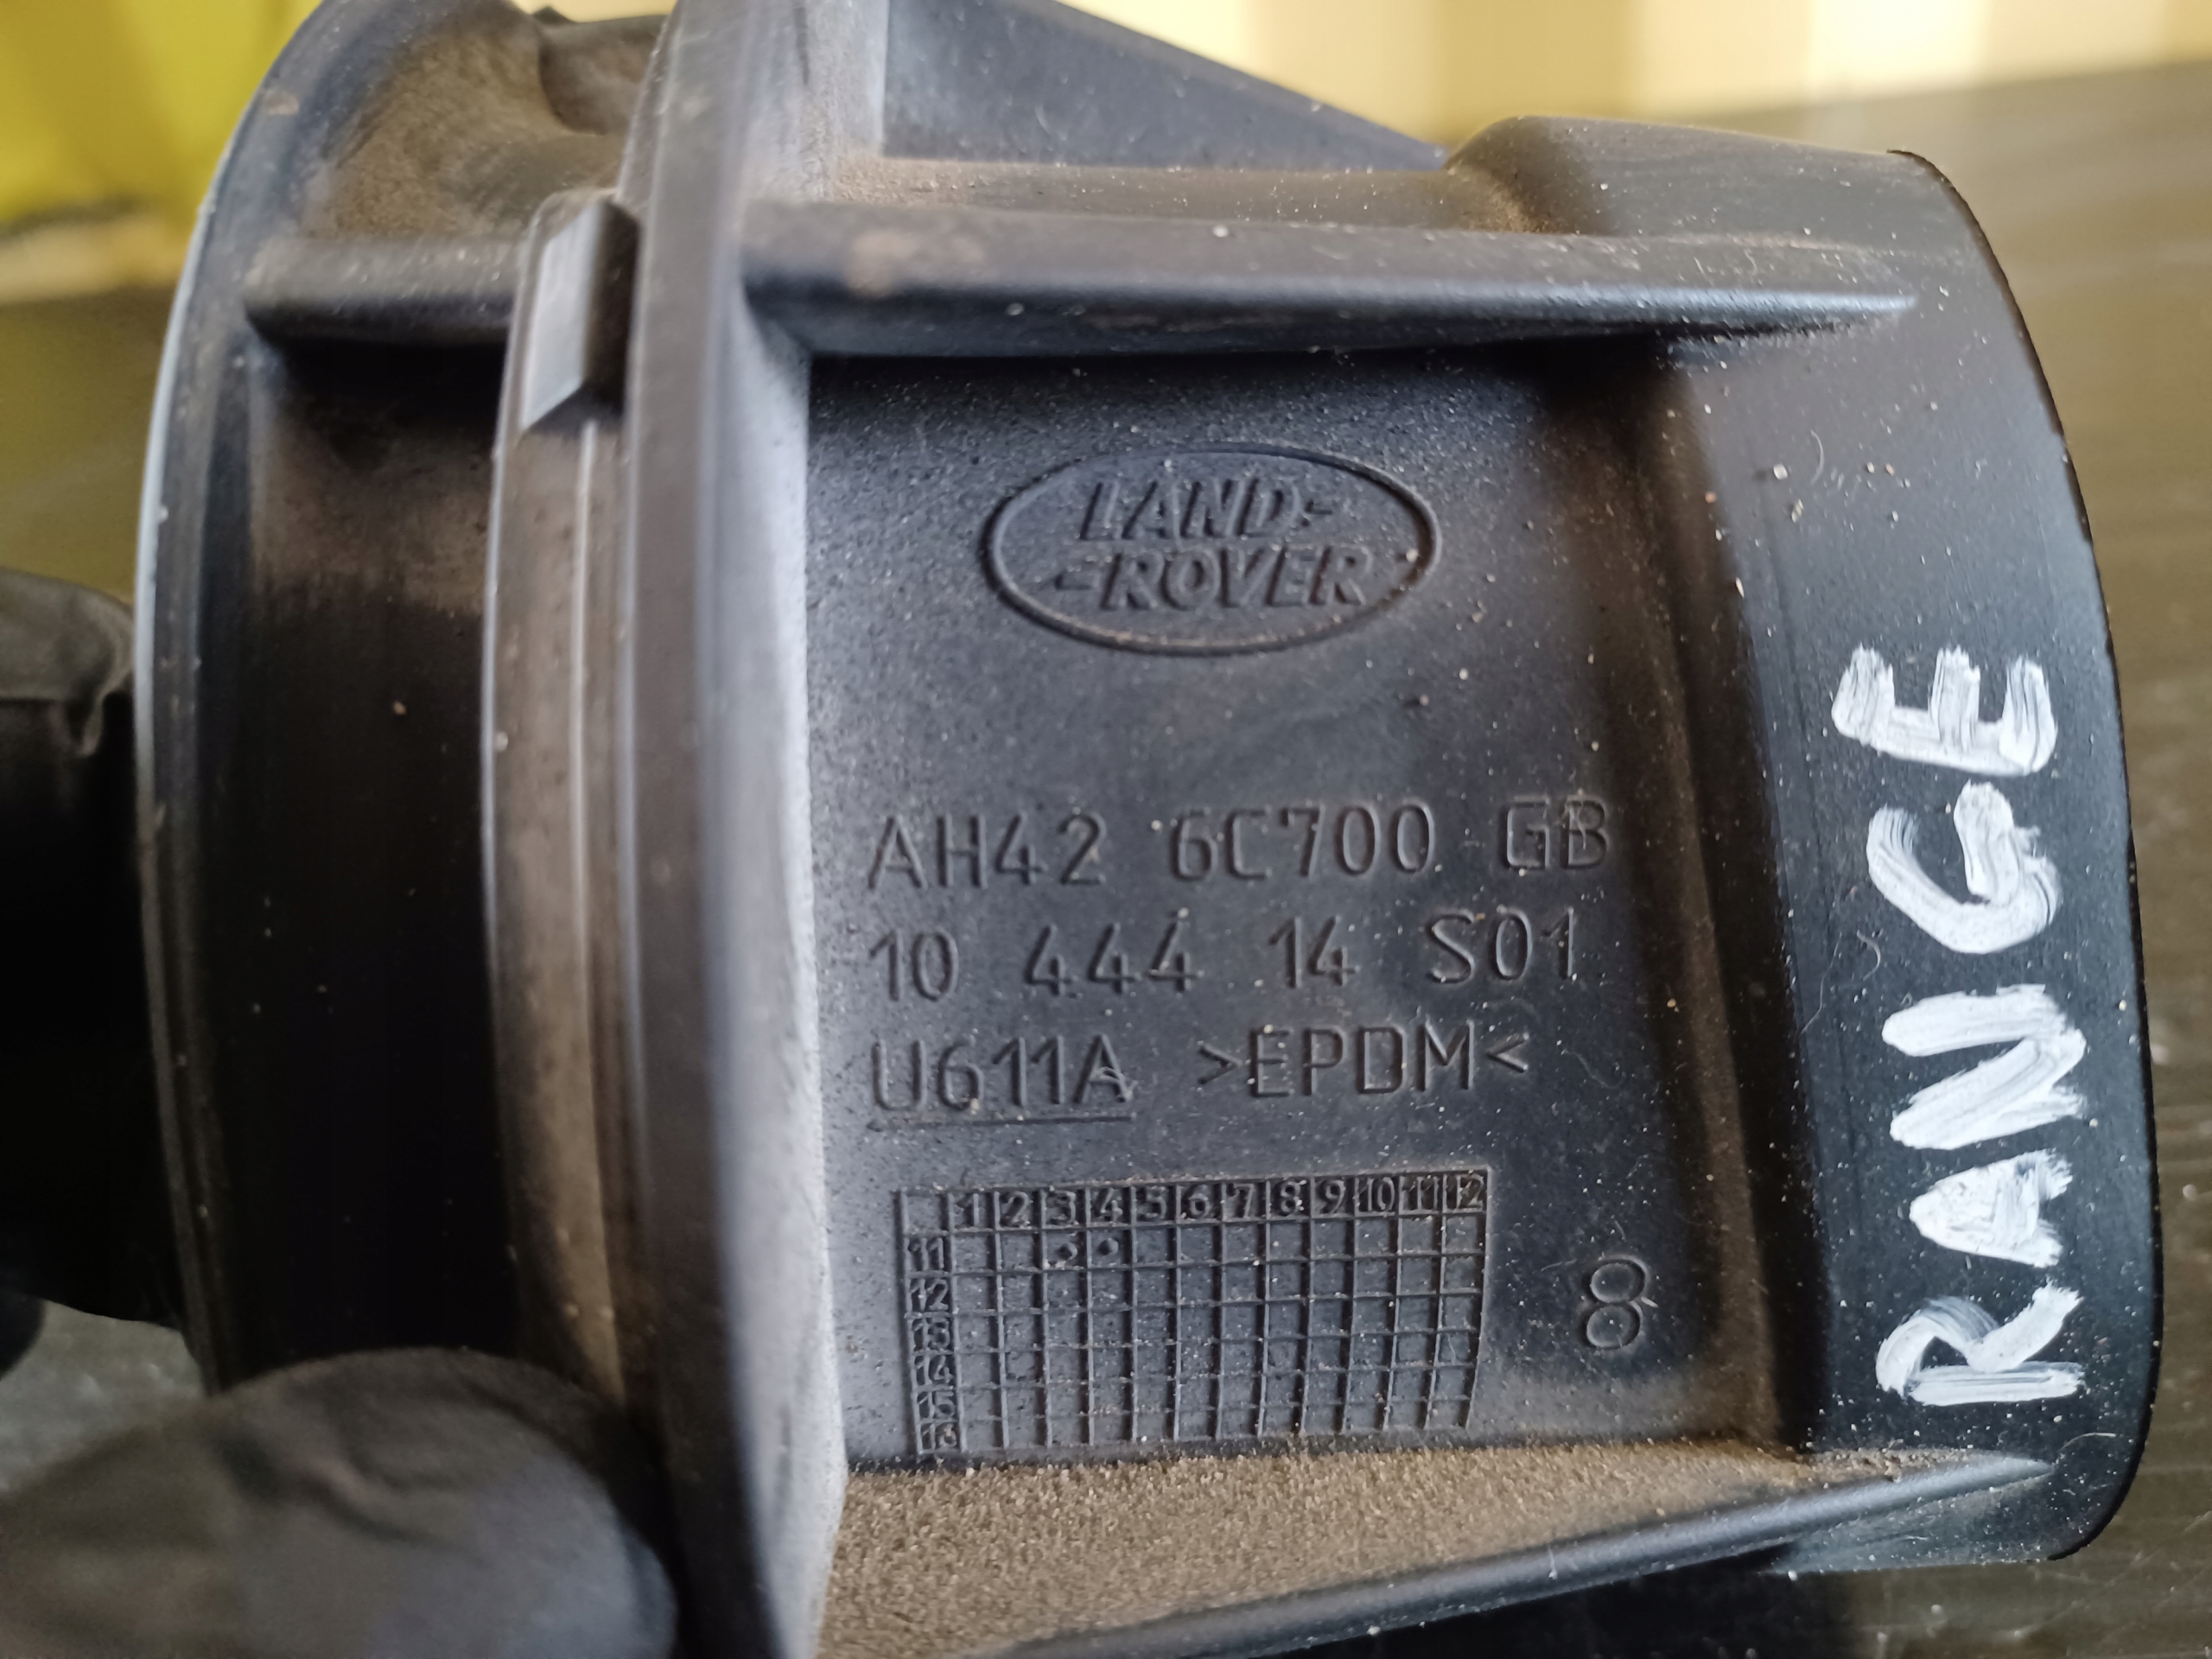 LAND-
-ROVER
AH42 6C700 GB
10 444 14 S01
U611A >EPDM<
1 2 3 4 5 6 7 8 9 10 11 12
11
12
13
14
15
16
8
RANGE